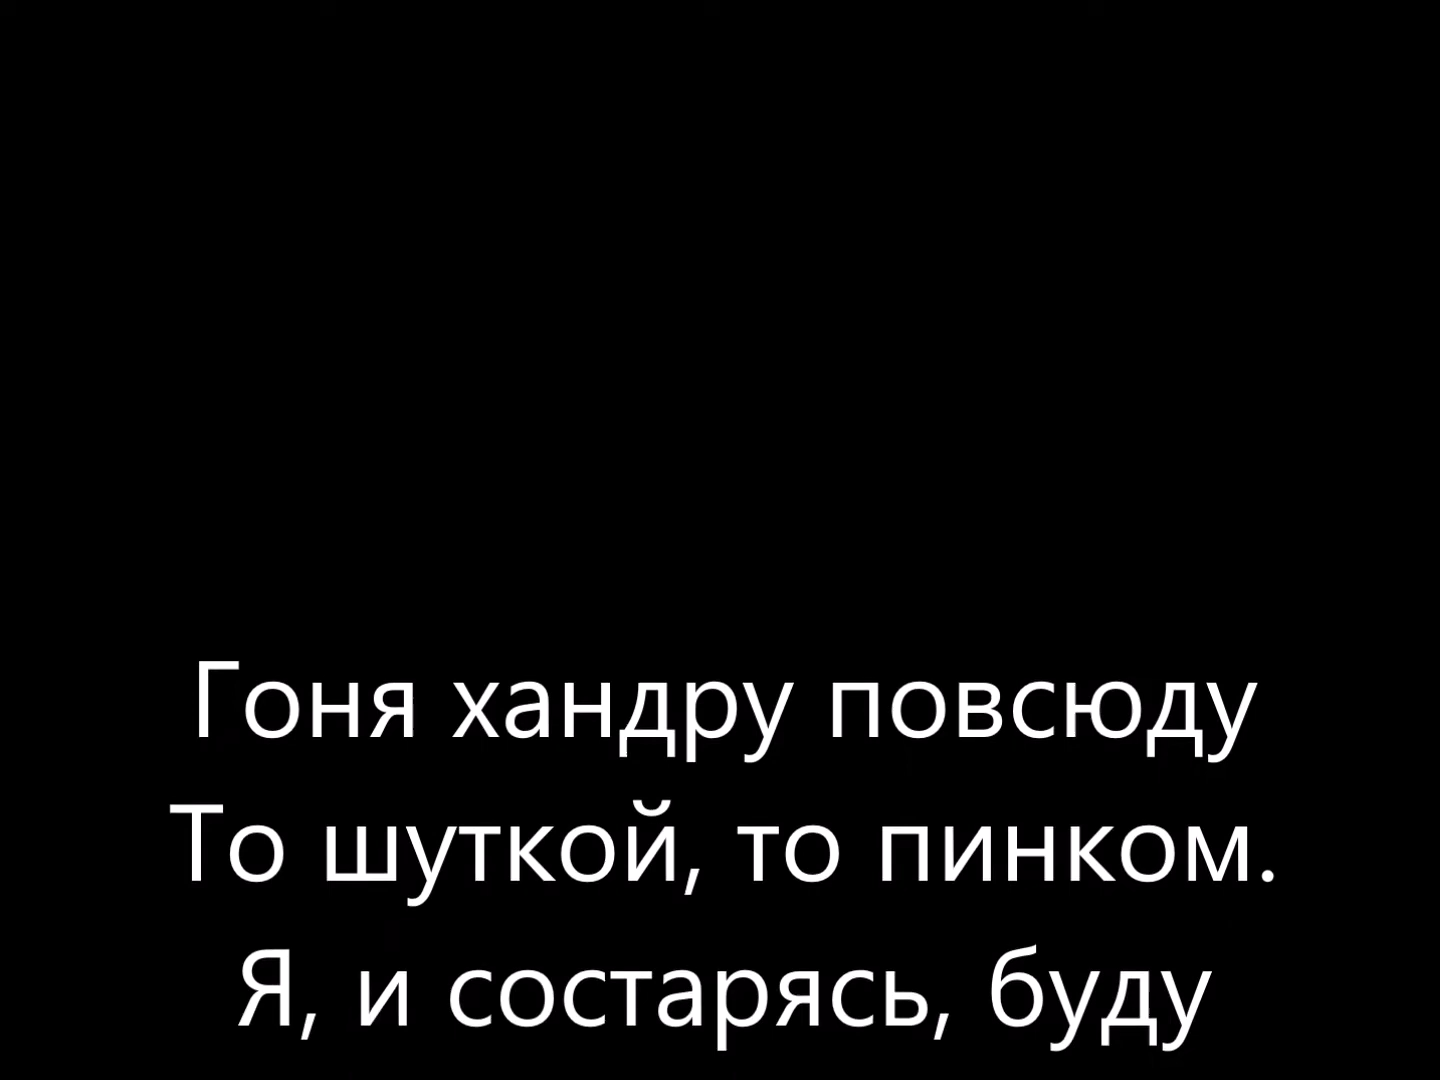 Гоня хандру повсюду
То шуткой, то пинком.
Я, и состарясь, буду